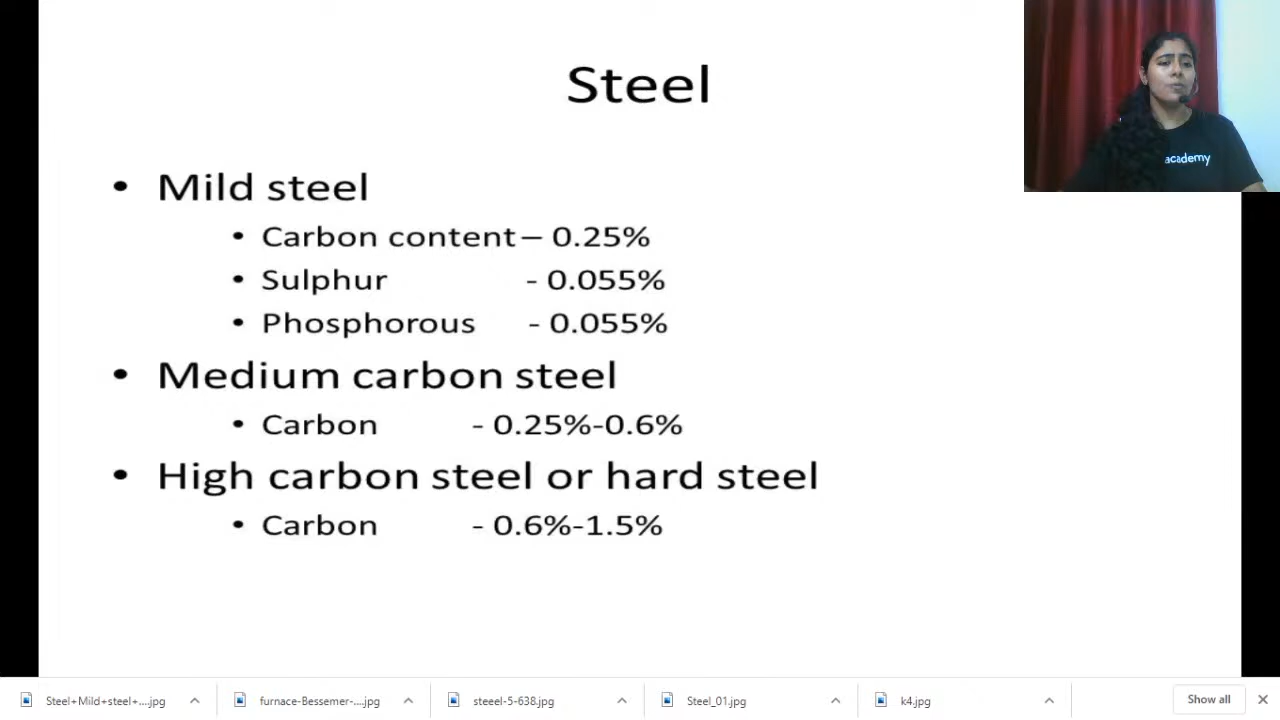 Steel
academy
• Mild steel
• Carbon content – 0.25%
• Sulphur - 0.055%
• Phosphorous - 0.055%
• Medium carbon steel
• Carbon - 0.25%-0.6%
• High carbon steel or hard steel
• Carbon - 0.6%-1.5%
Steel+Mild+steel+....jpg furnace-Bessemer-....jpg steeel-5-638.jpg Steel_01.jpg k4.jpg Show all